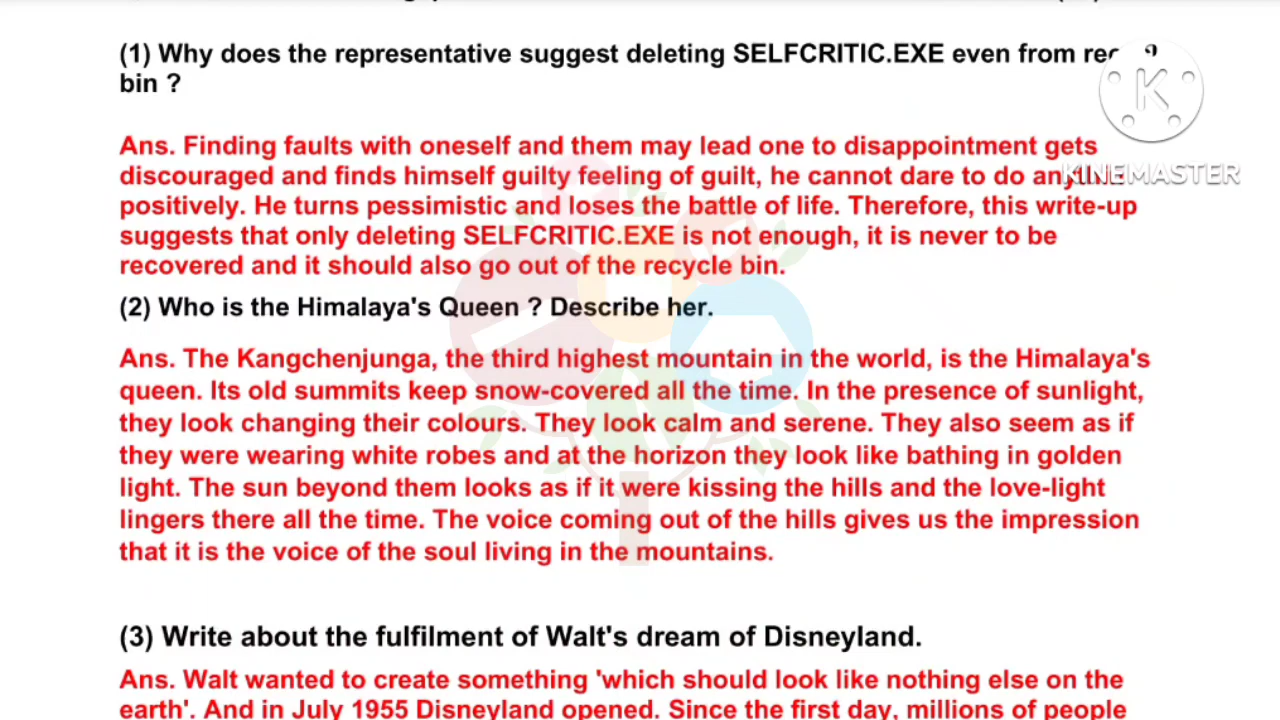 (1) Why does the representative suggest deleting SELFCRITIC.EXE even from
bin ?
Ans. Finding faults with oneself and them may lead one to disappointment gets
discouraged and finds himself guilty feeling of guilt, he cannot dare to do
positively. He turns pessimistic and loses the battle of life. Therefore, this write-up
suggests that only deleting SELFCRITIC.EXE is not enough, it is never to be
recovered and it should also go out of the recycle bin.
(2) Who is the Himalaya's Queen ? Describe her.
Ans. The Kangchenjunga, the third highest mountain in the world, is the Himalaya's
queen. Its old summits keep snow-covered all the time. In the presence of sunlight,
they look changing their colours. They look calm and serene. They also seem as if
they were wearing white robes and at the horizon they look like bathing in golden
light. The sun beyond them looks as if it were kissing the hills and the love-light
lingers there all the time. The voice coming out of the hills gives us the impression
that it is the voice of the soul living in the mountains.
(3) Write about the fulfilment of Walt's dream of Disneyland.
Ans. Walt wanted to create something 'which should look like nothing else on the
earth'. And in July 1955 Disneyland opened. Since the first day, millions of people
K
KINEMASTER